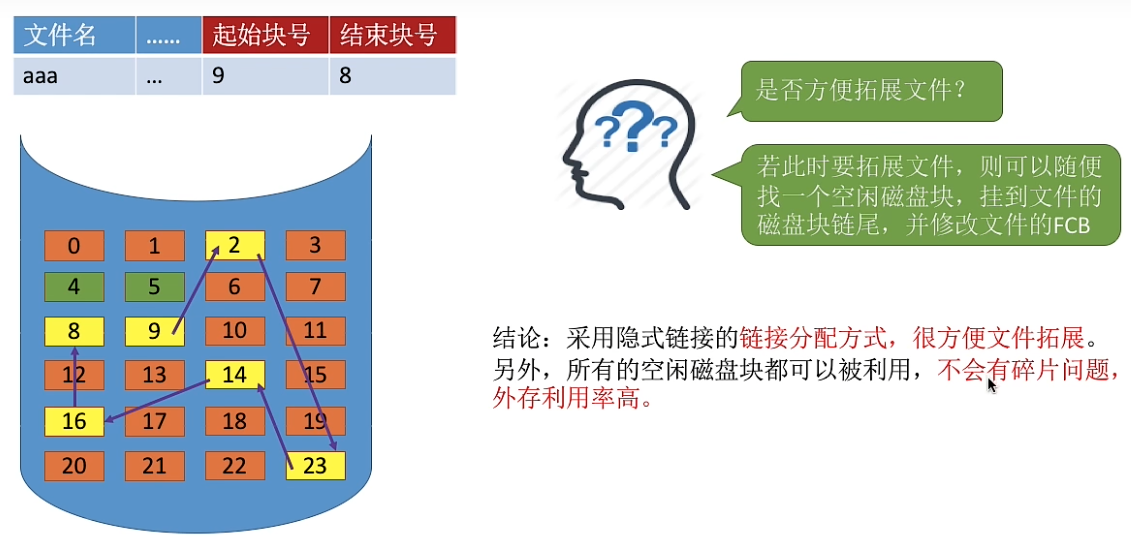 文件名 …… 起始块号 结束块号
aaa … 9 8
是否方便拓展文件？
???
若此时要拓展文件，则可以随便
找一个空闲磁盘块，挂到文件的
磁盘块链尾，并修改文件的FCB
0 1 2 3
4 5 6 7
8 9 10 11
12 13 14 15
16 17 18 19
20 21 22 23
结论：采用隐式链接的链接分配方式，很方便文件拓展。
另外，所有的空闲磁盘块都可以被利用，不会有碎片问题，
外存利用率高。